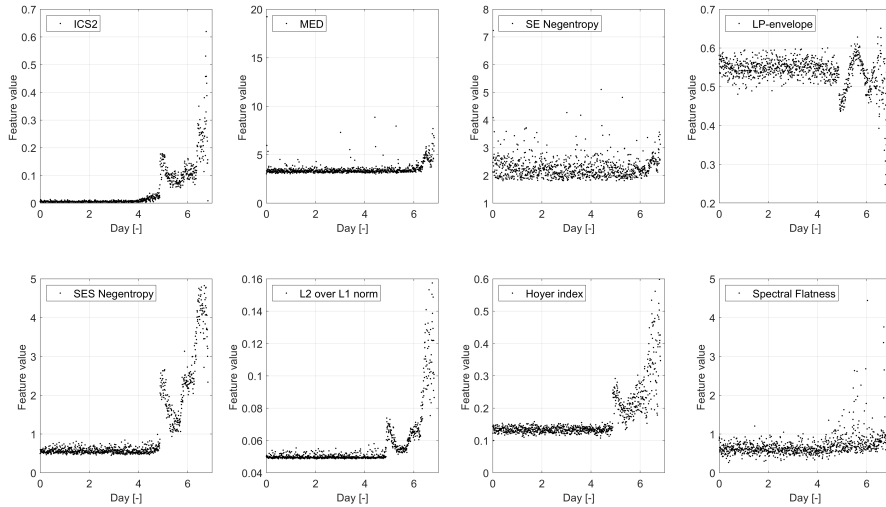 ICS2
0.7
0.6
0.5
0.4
0.3
0.2
0.1
0
Feature value
0 2 4 6
Day [-]
MED
20
15
10
5
0
Feature value
0 2 4 6
Day [-]
SE Negentropy
8
7
6
5
4
3
2
1
Feature value
0 2 4 6
Day [-]
LP-envelope
0.7
0.6
0.5
0.4
0.3
0.2
Feature value
0 2 4 6
Day [-]
SES Negentropy
5
4
3
2
1
0
Feature value
0 2 4 6
Day [-]
L2 over L1 norm
0.16
0.14
0.12
0.1
0.08
0.06
0.04
Feature value
0 2 4 6
Day [-]
Hoyer index
0.6
0.5
0.4
0.3
0.2
0.1
0
Feature value
0 2 4 6
Day [-]
Spectral Flatness
5
4
3
2
1
0
Feature value
0 2 4 6
Day [-]